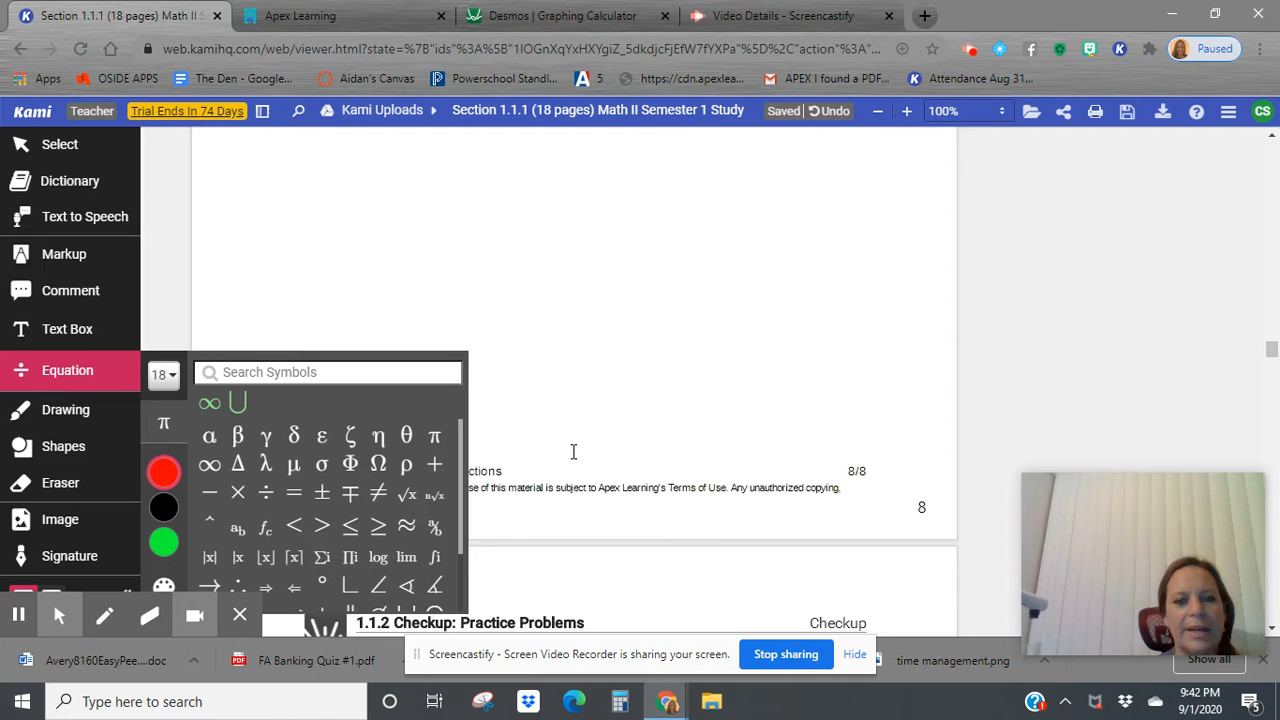 Section 1.1.1 (18 pages) Math II S
Apex Learning
Desmos | Graphing Calculator
Video Details - Screencastify
web.kamihq.com/web/viewer.html?state=%7B"ids"%3A%5B"1IOGnXqYxHXYgiZ_5dkdjcFjEfW7fYXPa"%5D%2C"action"%3A"...
Paused
Apps
OSIDE APPS
The Den - Google...
Aidan's Canvas
Powerschool Standl...
5
https://cdn.apexlea...
APEX I found a PDF...
Attendance Aug 31...
Kami
Teacher
Trial Ends In 74 Days
Kami Uploads
Section 1.1.1 (18 pages) Math II Semester 1 Study
Saved
Undo
100%
CS
Select
Dictionary
Text to Speech
Markup
Comment
Text Box
Equation
Drawing
Shapes
Eraser
Image
Signature
18
π
Search Symbols
∞ ⋃
α β γ δ ε ζ η θ π
∞ Δ λ μ σ Φ Ω ρ +
− × ÷ = ± ∓ ≠ √x n√x
^ ab fc < > ≤ ≥ ≈ a/b
|x| |x ⌊x⌋ ⌈x⌉ ∑i ∏i log lim ∫i
→ ∴ ⇒ ⇐ ° ∟ ∠ ∢ ∡
ctions
8/8
se of this material is subject to Apex Learning's Terms of Use. Any unauthorized copying,
8
1.1.2 Checkup: Practice Problems
Checkup
Screencastify - Screen Video Recorder is sharing your screen.
Stop sharing
Hide
Avery8160EasyPee....doc
FA Banking Quiz #1.pdf
time management.png
Show all
Type here to search
9:42 PM
9/1/2020
5